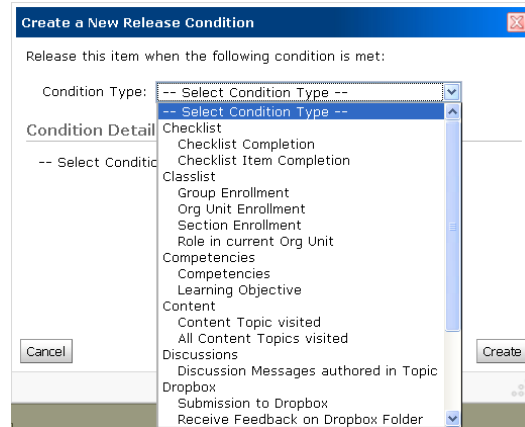 Create a New Release Condition
Release this item when the following condition is met:
Condition Type: -- Select Condition Type --
-- Select Condition Type --
Condition Detail
Checklist
Checklist Completion
-- Select Conditic
Checklist Item Completion
Classlist
Group Enrollment
Org Unit Enrollment
Section Enrollment
Role in current Org Unit
Competencies
Competencies
Learning Objective
Content
Content Topic visited
All Content Topics visited
Cancel
Create
Discussions
Discussion Messages authored in Topic
Dropbox
Submission to Dropbox
Receive Feedback on Dropbox Folder